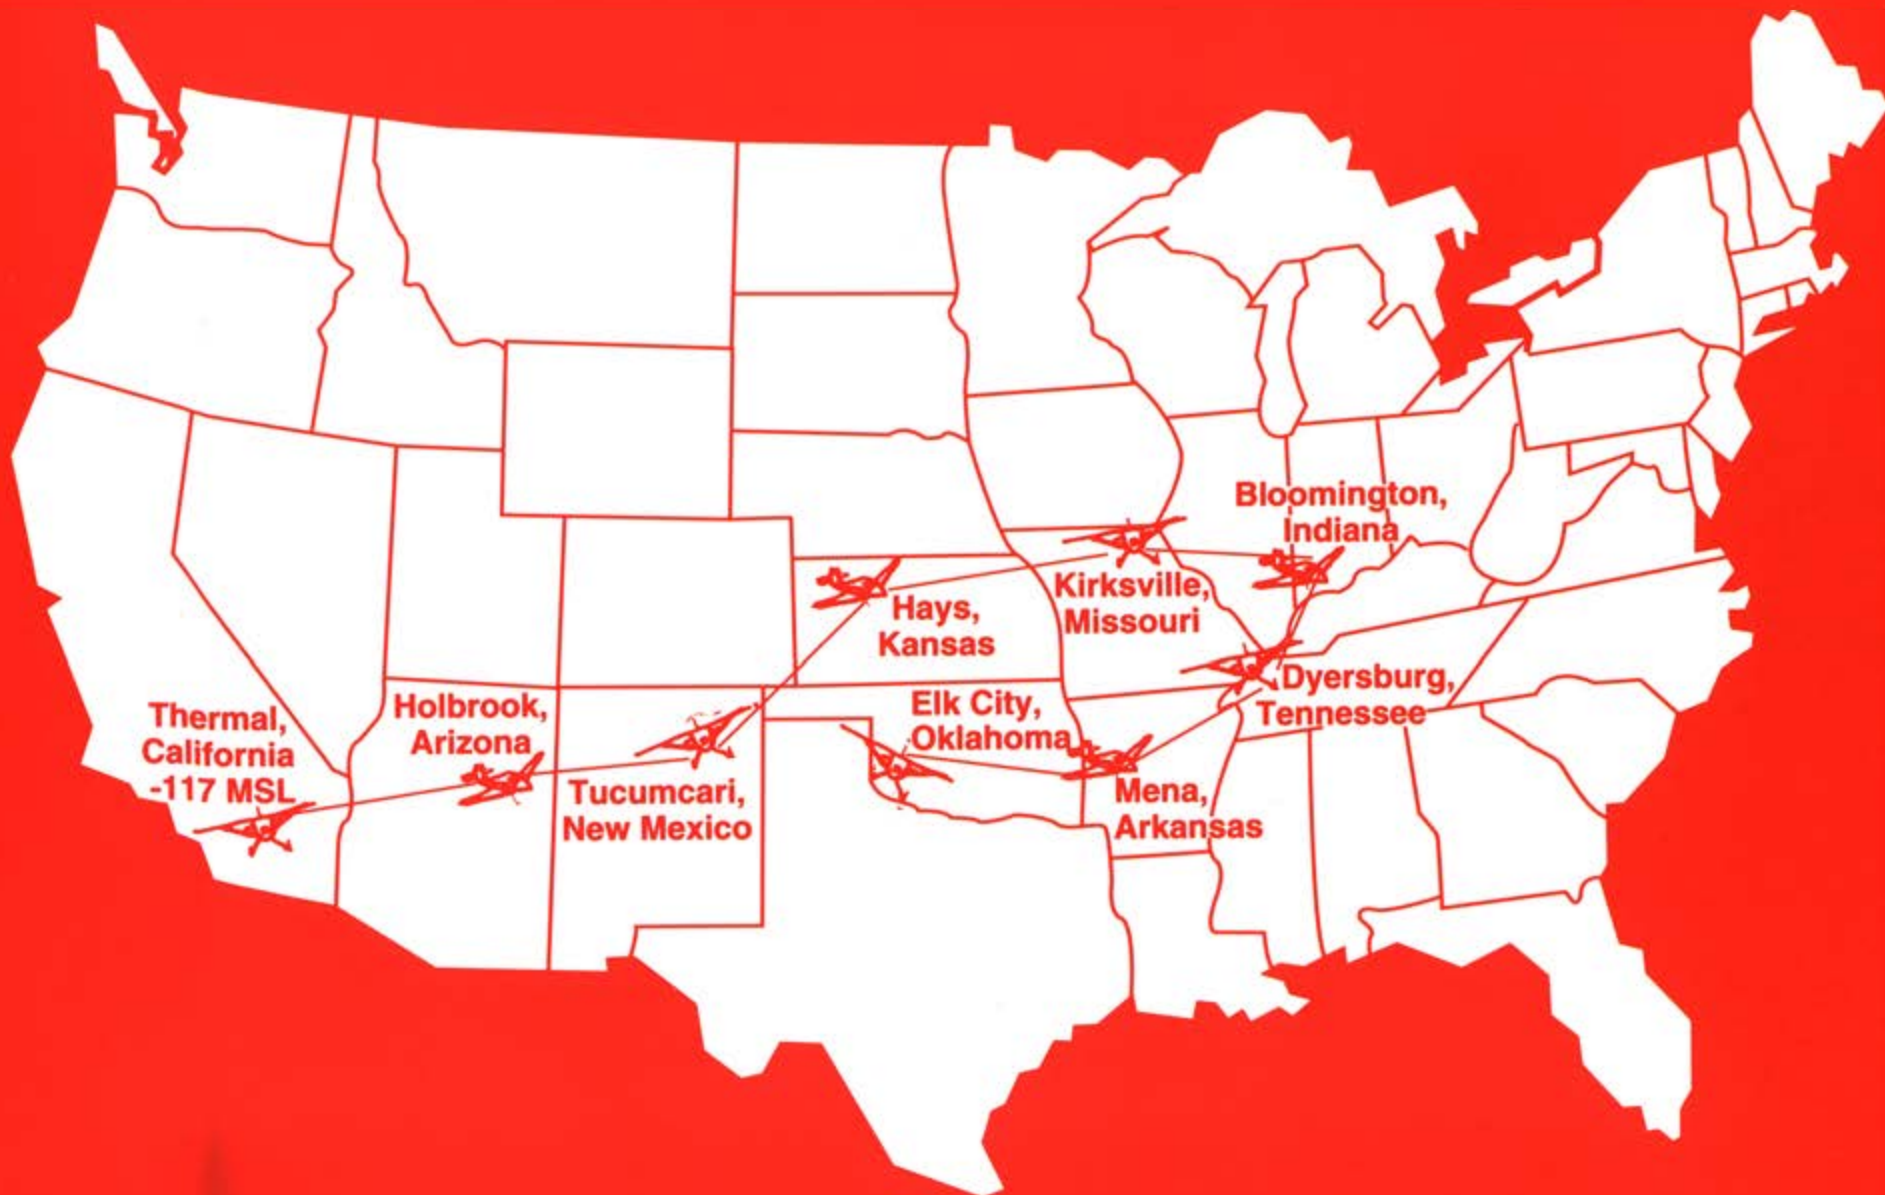 Bloomington,
Indiana
Kirksville,
Missouri
Hays,
Kansas
Dyersburg,
Tennessee
Elk City,
Oklahoma
Thermal,
California
-117 MSL
Holbrook,
Arizona
Tucumcari,
New Mexico
Mena,
Arkansas